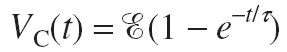 V_C(t) = ℰ(1 − e^{−t/τ})